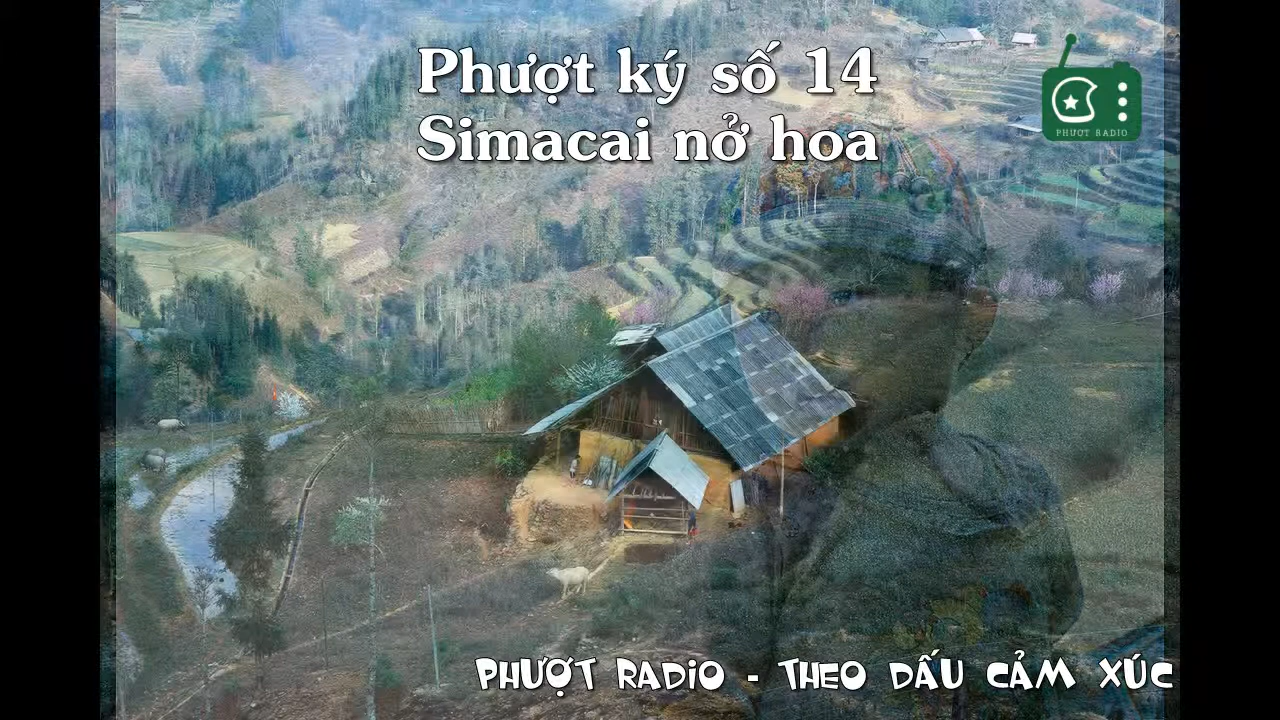 Phượt ký số 14
Simacai nở hoa
PHƯỢT RADIO
PHƯỢT RADIO - THEO DẤU CẢM XÚC